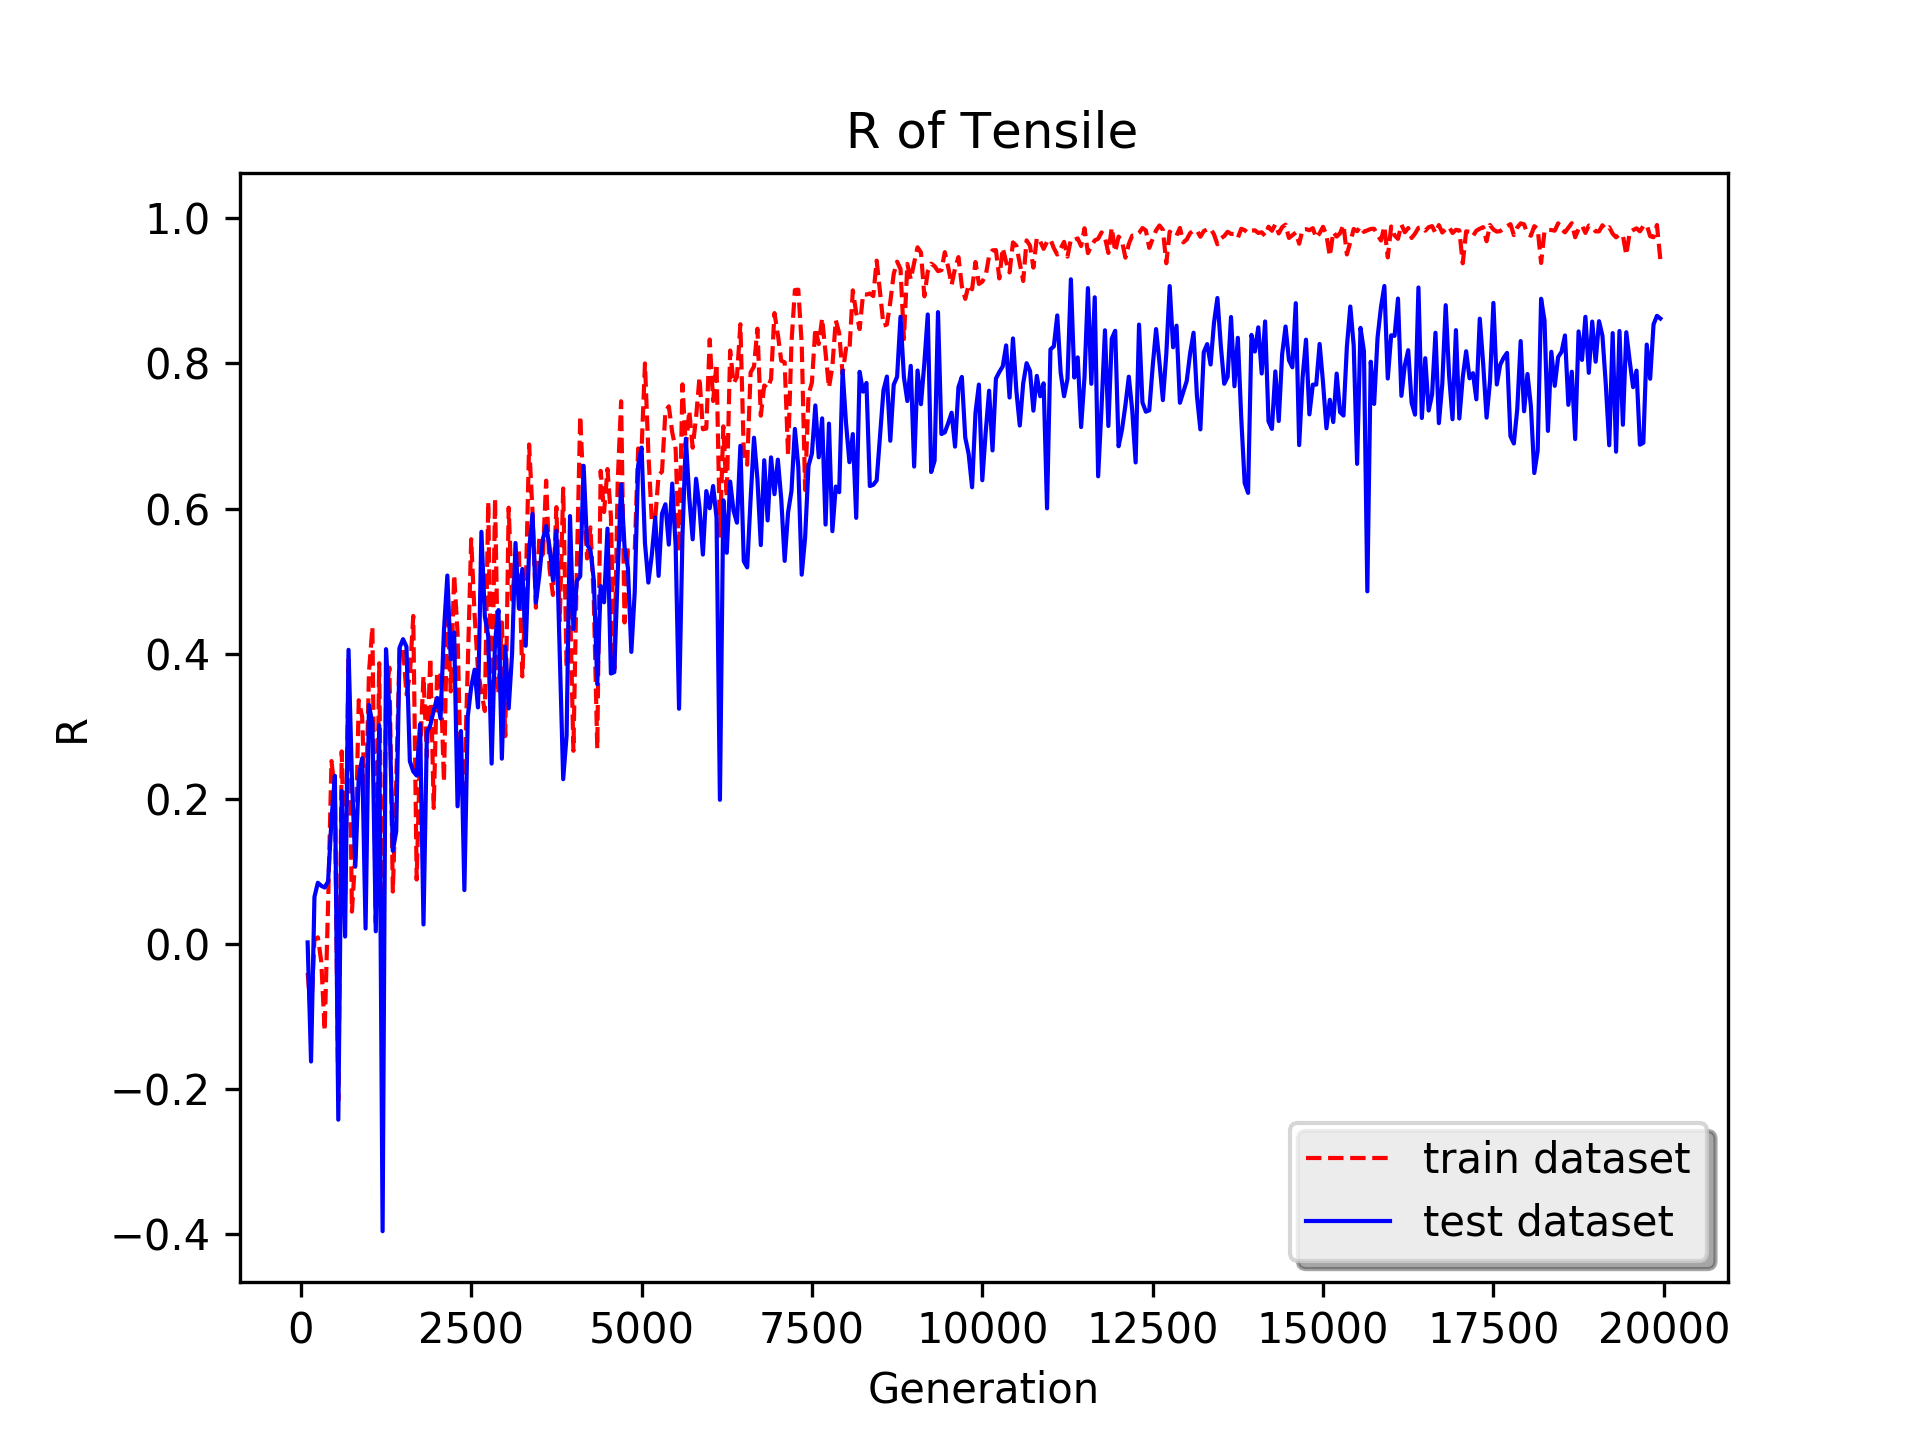 R of Tensile
1.0
0.8
0.6
0.4
0.2
0.0
−0.2
−0.4
R
train dataset
test dataset
0 2500 5000 7500 10000 12500 15000 17500 20000
Generation